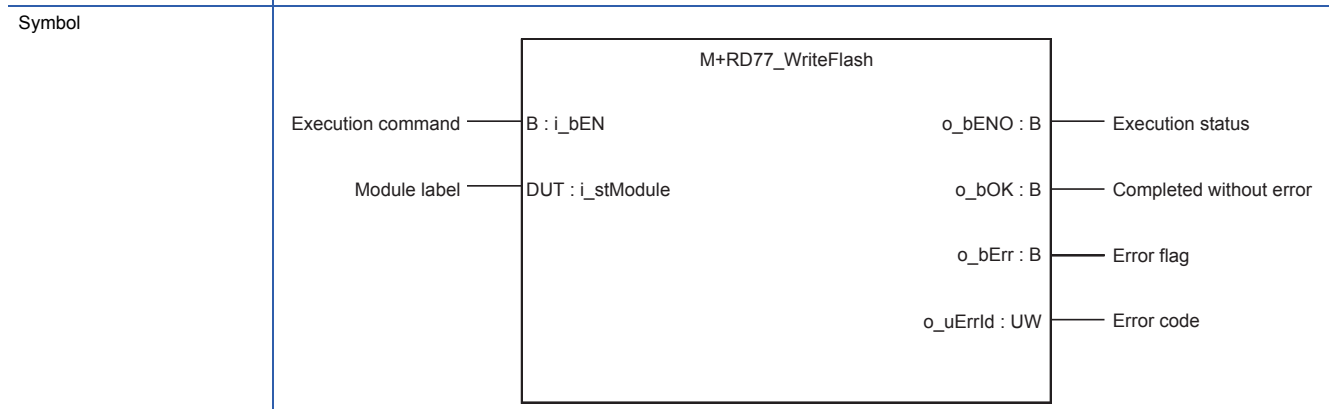 Symbol
M+RD77_WriteFlash
Execution command B : i_bEN o_bENO : B Execution status
Module label DUT : i_stModule o_bOK : B Completed without error
o_bErr : B Error flag
o_uErrId : UW Error code